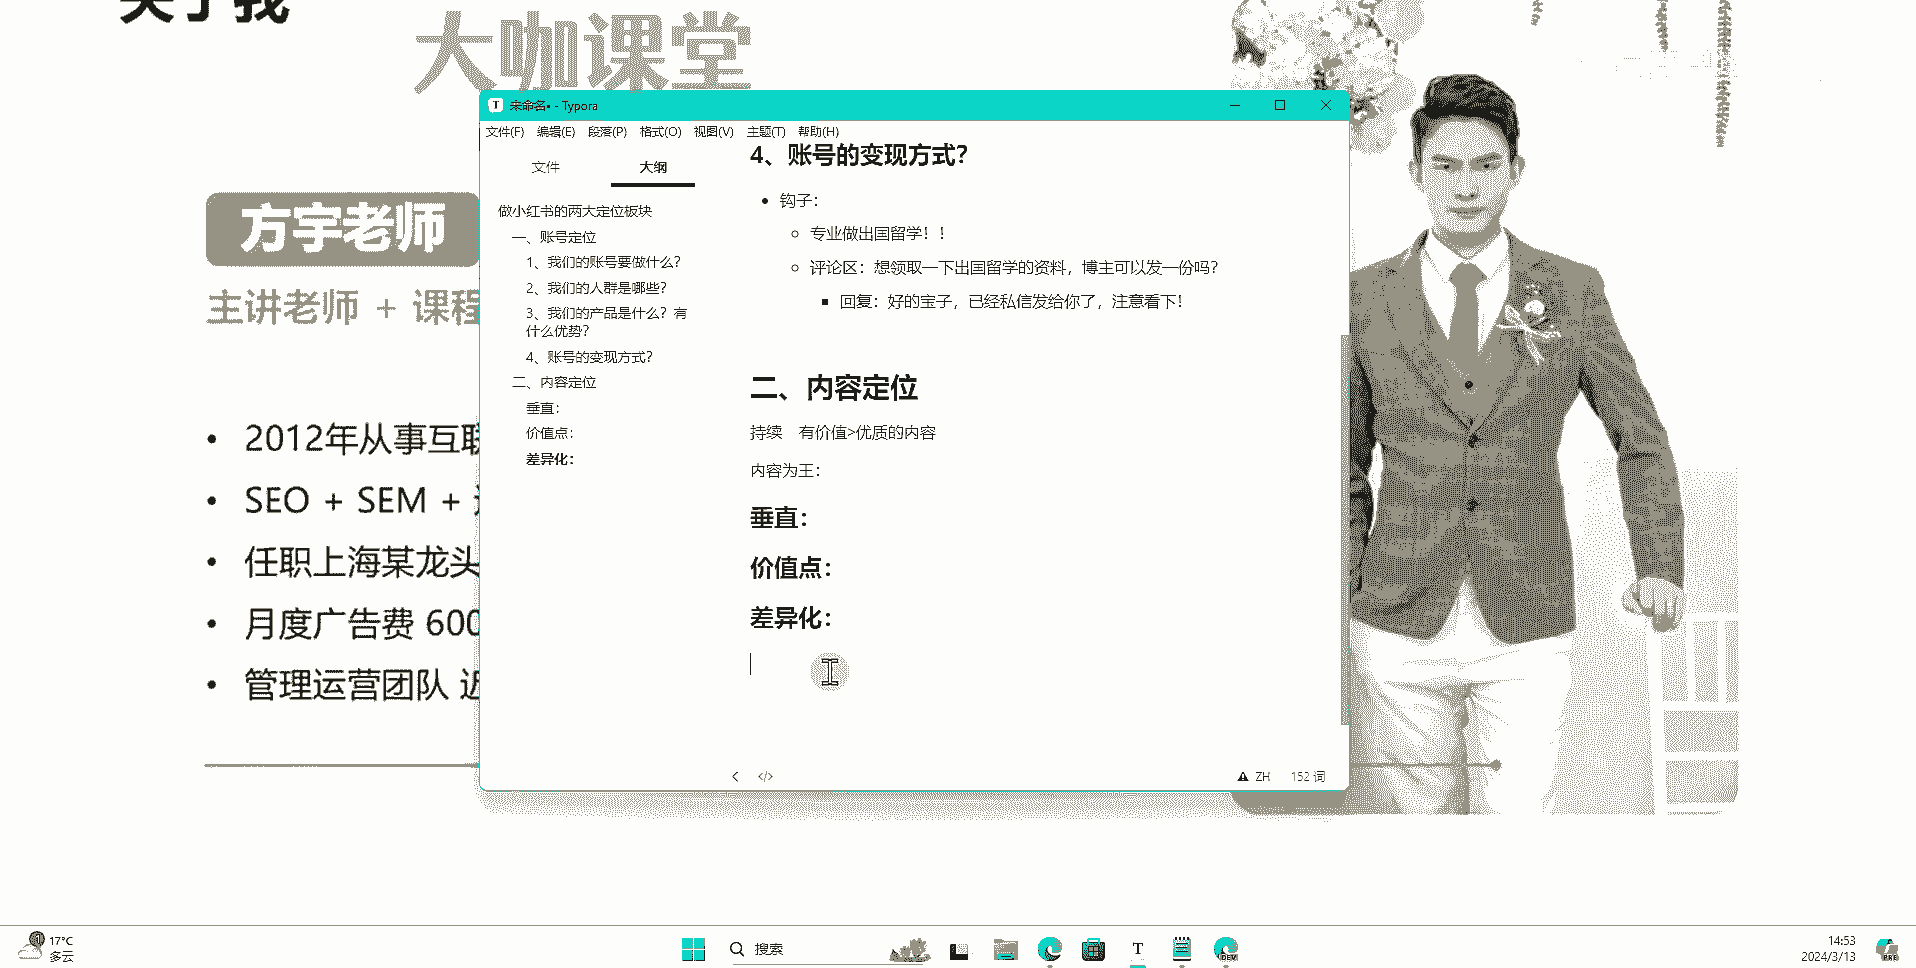 关于我
大咖课堂
方宇老师
主讲老师 + 课程
2012年从事互联
SEO + SEM +
任职上海某龙头
月度广告费 600
管理运营团队 近
未命名• - Typora
文件(F) 编辑(E) 段落(P) 格式(O) 视图(V) 主题(T) 帮助(H)
文件 大纲
做小红书的两大定位板块
一、账号定位
1、我们的账号要做什么？
2、我们的人群是哪些？
3、我们的产品是什么？有
什么优势？
4、账号的变现方式？
二、内容定位
垂直：
价值点：
差异化：
4、账号的变现方式？
钩子：
专业做出国留学！！
评论区：想领取一下出国留学的资料，博主可以发一份吗？
回复：好的宝子，已经私信发给你了，注意看下！
二、内容定位
持续 有价值>优质的内容
内容为王：
垂直：
价值点：
差异化：
ZH 152 词
17°C
多云
搜索
T
DEV
14:53
2024/3/13
PRE